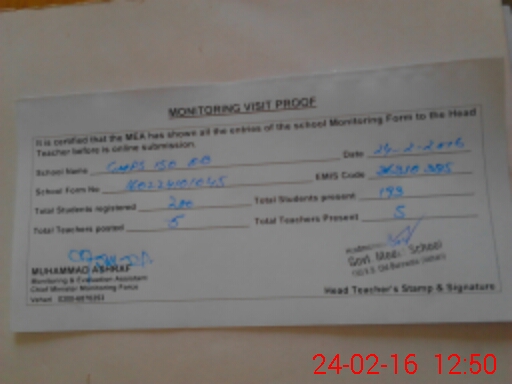 MONITORING VISIT PROOF
It is certified that the MEA has shown all the entries of the school Monitoring Form to the Head
Teacher before is online submission.
School Name Date 24-2-2016
School Form No EMIS Code
Total Students registered 200 Total Students present 199
Total Teachers posted 5 Total Teachers Present 5
MUHAMMAD ASHRAF
Monitoring & Evaluation Assistant
Chief Minister Monitoring Force
Govt. School
Head Teacher's Stamp & Signature
24-02-16 12:50